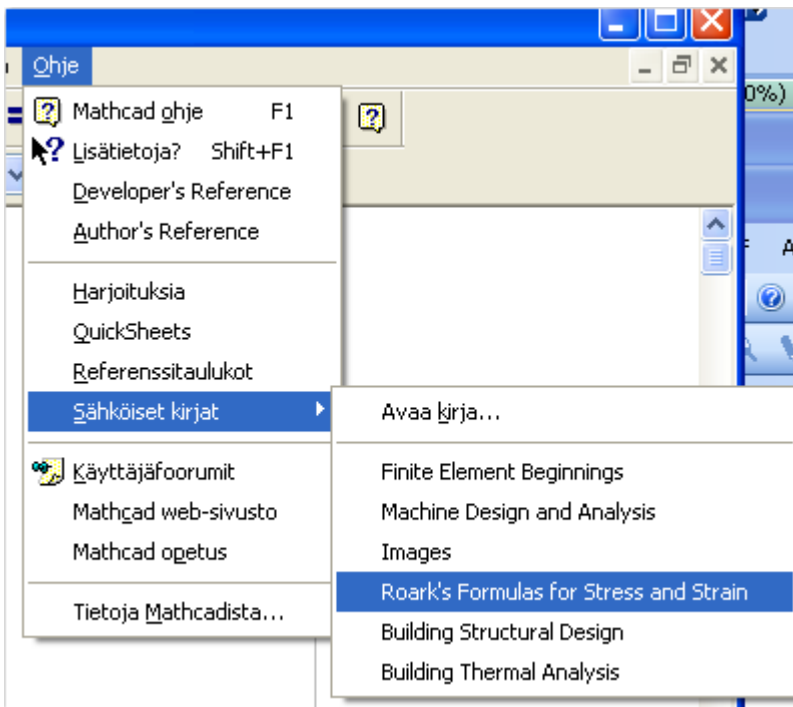 Ohje
0%)
Mathcad ohje F1
Lisätietoja? Shift+F1
Developer's Reference
Author's Reference
Harjoituksia
QuickSheets
Referenssitaulukot
Sähköiset kirjat
Käyttäjäfoorumit
Mathcad web-sivusto
Mathcad opetus
Tietoja Mathcadista...
Avaa kirja...
Finite Element Beginnings
Machine Design and Analysis
Images
Roark's Formulas for Stress and Strain
Building Structural Design
Building Thermal Analysis